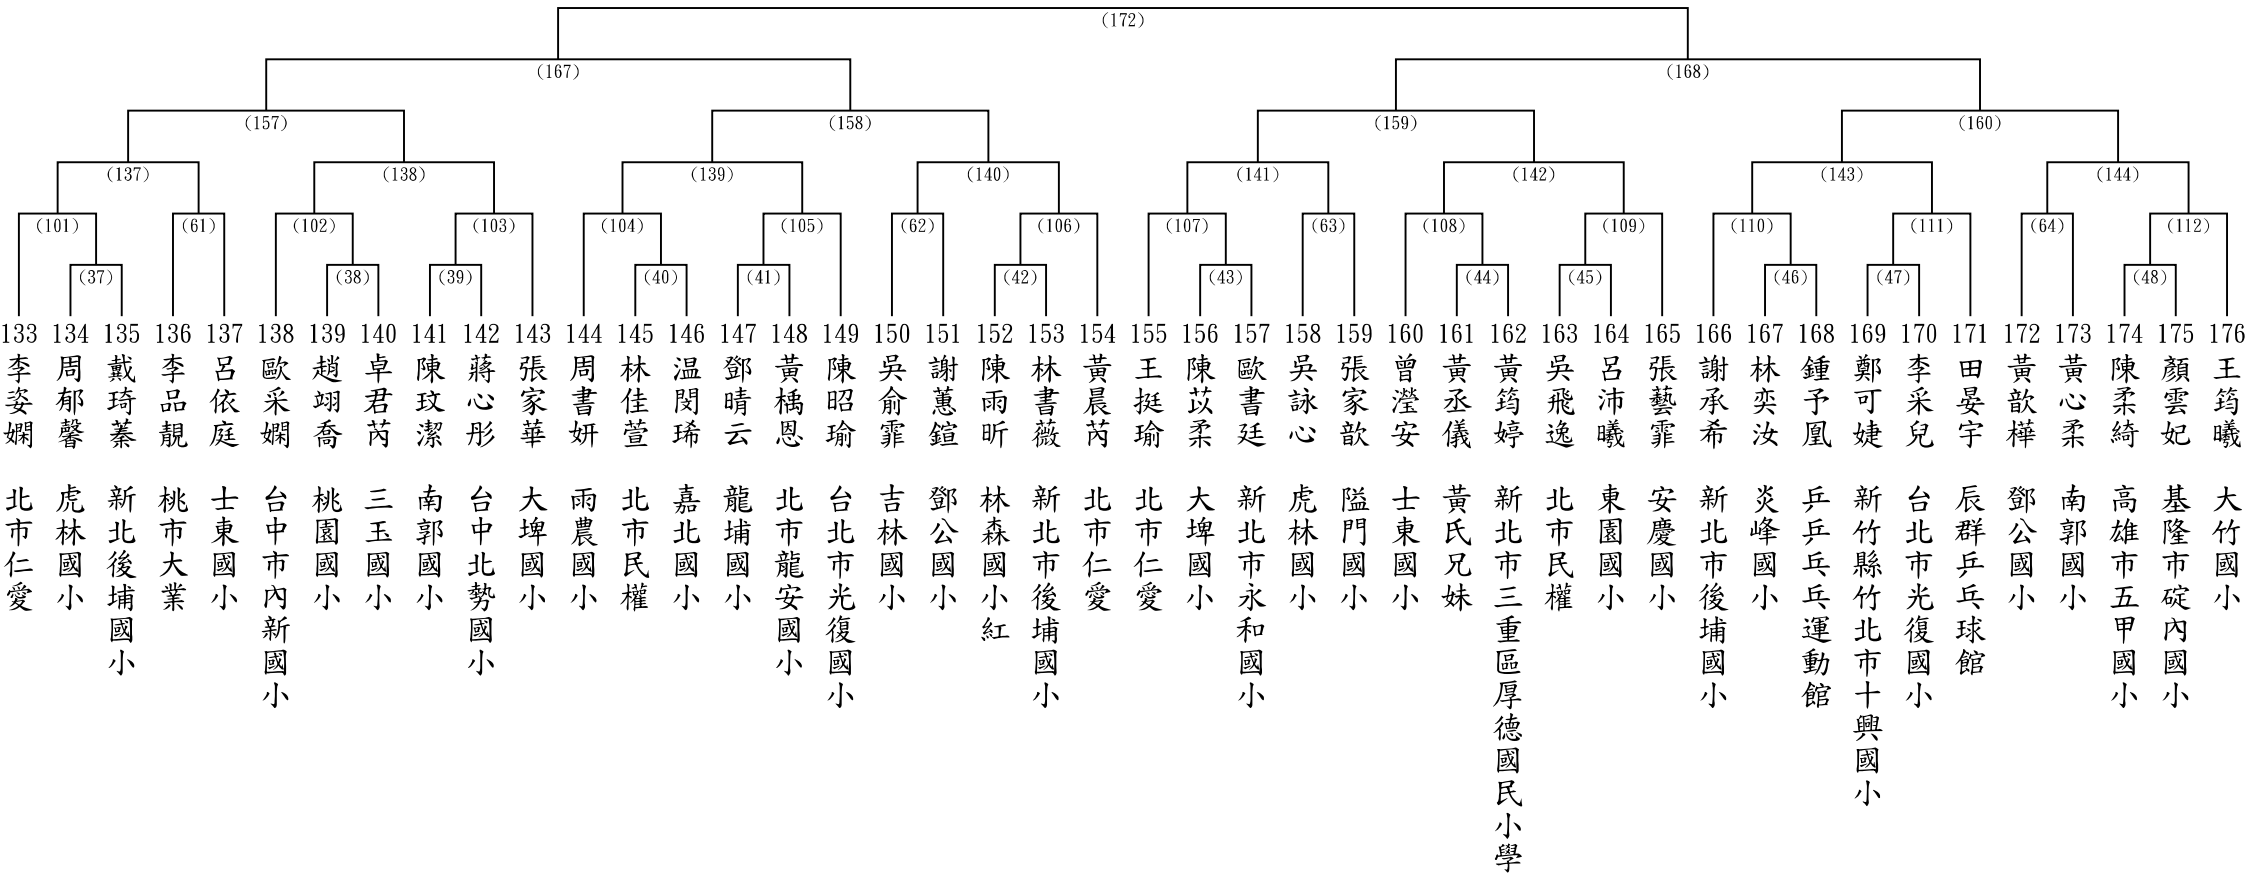 (172)
(167) (168)
(157) (158) (159) (160)
(137) (138) (139) (140) (141) (142) (143) (144)
(101) (61) (102) (103) (104) (105) (62) (106) (107) (63) (108) (109) (110) (111) (64) (112)
(37) (38) (39) (40) (41) (42) (43) (44) (45) (46) (47) (48)
133 李姿嫻 北市仁愛
134 周郁馨 虎林國小
135 戴琦蓁 新北後埔國小
136 李品靚 桃市大業
137 呂依庭 士東國小
138 歐采嫻 台中市內新國小
139 趙翊喬 桃園國小
140 卓君芮 三玉國小
141 陳玟潔 南郭國小
142 蔣心彤 台中北勢國小
143 張家華 大埤國小
144 周書妍 雨農國小
145 林佳萱 北市民權
146 温閔琋 嘉北國小
147 鄧晴云 龍埔國小
148 黃楀恩 北市龍安國小
149 陳昭瑜 台北市光復國小
150 吳俞霏 吉林國小
151 謝蕙鍹 鄧公國小
152 陳雨昕 林森國小紅
153 林書薇 新北市後埔國小
154 黃晨芮 北市仁愛
155 王挺瑜 北市仁愛
156 陳苡柔 大埤國小
157 歐書廷 新北市永和國小
158 吳詠心 虎林國小
159 張家歆 隘門國小
160 曾瀅安 士東國小
161 黃丞儀 黃氏兄妹
162 黃筠婷 新北市三重區厚德國民小學
163 吳飛逸 北市民權
164 呂沛曦 東園國小
165 張藝霏 安慶國小
166 謝承希 新北市後埔國小
167 林奕汝 炎峰國小
168 鍾予凰 乒乒乓乓運動館
169 鄭可婕 新竹縣竹北市十興國小
170 李采兒 台北市光復國小
171 田晏宇 辰群乒乓球館
172 黃歆樺 鄧公國小
173 黃心柔 南郭國小
174 陳柔綺 高雄市五甲國小
175 顏雲妃 基隆市碇內國小
176 王筠曦 大竹國小